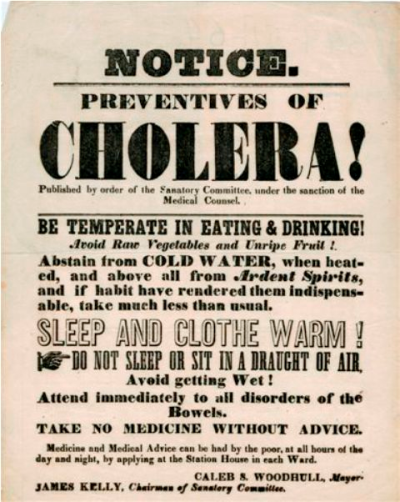 NOTICE.
PREVENTIVES OF
CHOLERA!
Published by order of the Sanatory Committee, under the sanction of the
Medical Counsel.
BE TEMPERATE IN EATING & DRINKING!
Avoid Raw Vegetables and Unripe Fruit!
Abstain from COLD WATER, when heat-
ed, and above all from Ardent Spirits,
and if habit have rendered them indispens-
able, take much less than usual.
SLEEP AND CLOTHE WARM!
DO NOT SLEEP OR SIT IN A DRAUGHT OF AIR,
Avoid getting Wet!
Attend immediately to all disorders of the
Bowels.
TAKE NO MEDICINE WITHOUT ADVICE.
Medicine and Medical Advice can be had by the poor, at all hours of the
day and night, by applying at the Station House in each Ward.
CALEB S. WOODHULL, Mayor
JAMES KELLY, Chairman of Sanatory Committee.